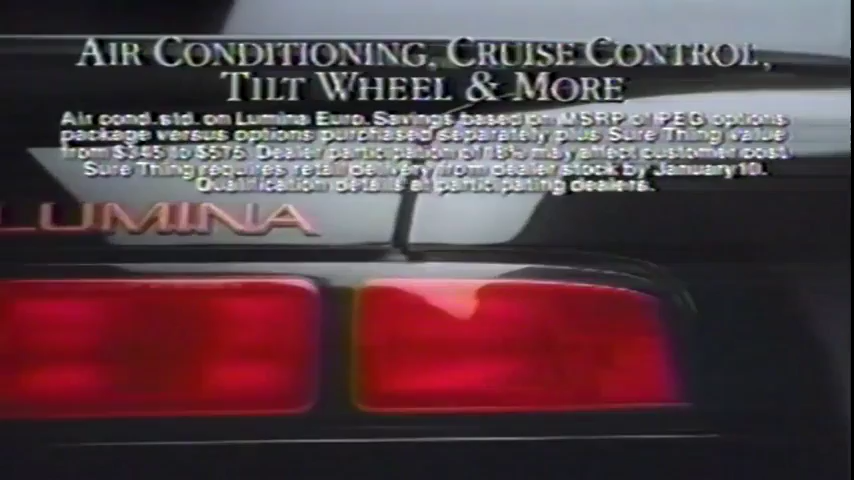 AIR CONDITIONING, CRUISE CONTROL,
TILT WHEEL & MORE
Air cond. std. on Lumina Euro. Savings based on MSRP of PEG options
package versus options purchased separately plus Sure Thing value
from $345 to $575. Dealer participation of may affect customer cost.
Sure Thing requires retail delivery from dealer stock by January 10.
Qualification details at participating dealers.
LUMINA